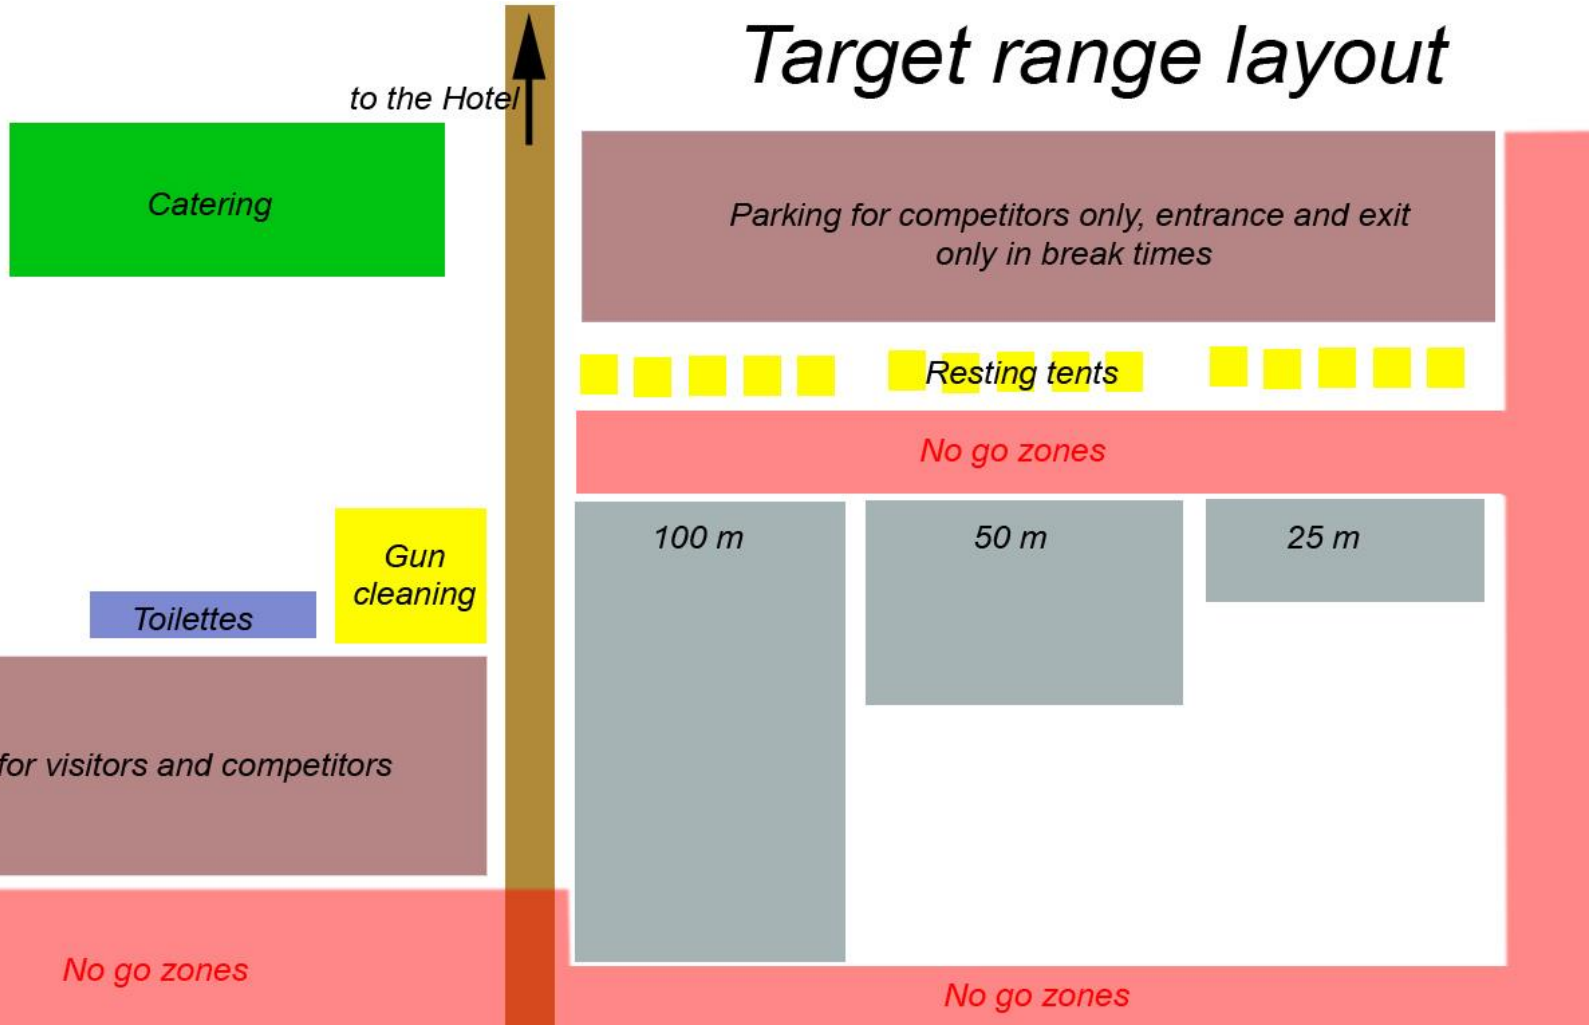 Target range layout
to the Hotel
Catering
Parking for competitors only, entrance and exit
only in break times
Resting tents
No go zones
100 m
50 m
25 m
Gun
cleaning
Toilettes
for visitors and competitors
No go zones
No go zones